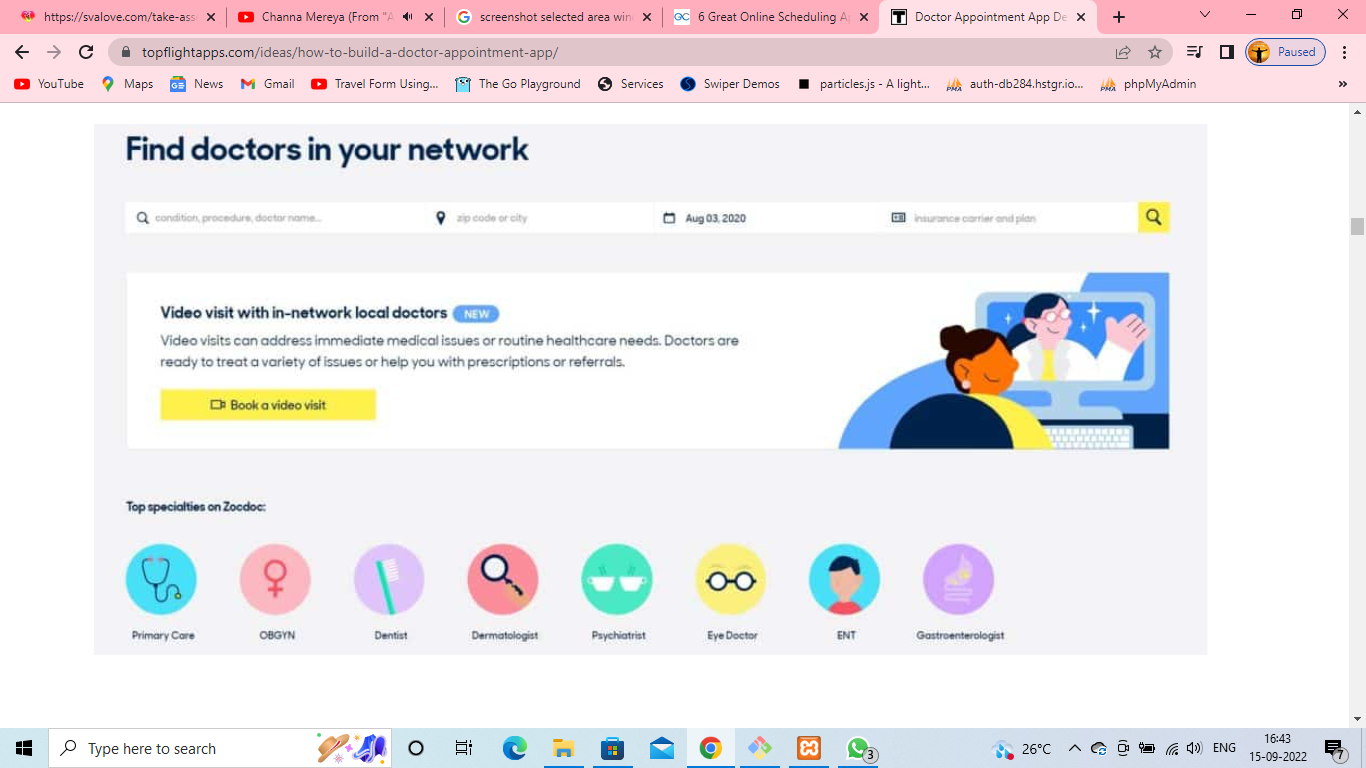 https://svalove.com/take-ass
Channa Mereya (From "A
screenshot selected area win
6 Great Online Scheduling A
Doctor Appointment App De
topflightapps.com/ideas/how-to-build-a-doctor-appointment-app/
Paused
YouTube
Maps
News
Gmail
Travel Form Using...
The Go Playground
Services
Swiper Demos
particles.js - A light...
auth-db284.hstgr.io...
phpMyAdmin
»
Find doctors in your network
condition, procedure, doctor name...
zip code or city
Aug 03, 2020
insurance carrier and plan
Video visit with in-network local doctors NEW
Video visits can address immediate medical issues or routine healthcare needs. Doctors are
ready to treat a variety of issues or help you with prescriptions or referrals.
Book a video visit
Top specialties on Zocdoc:
Primary Care
OBGYN
Dentist
Dermatologist
Psychiatrist
Eye Doctor
ENT
Gastroenterologist
Type here to search
3
26°C
ENG
16:43
15-09-2022
7